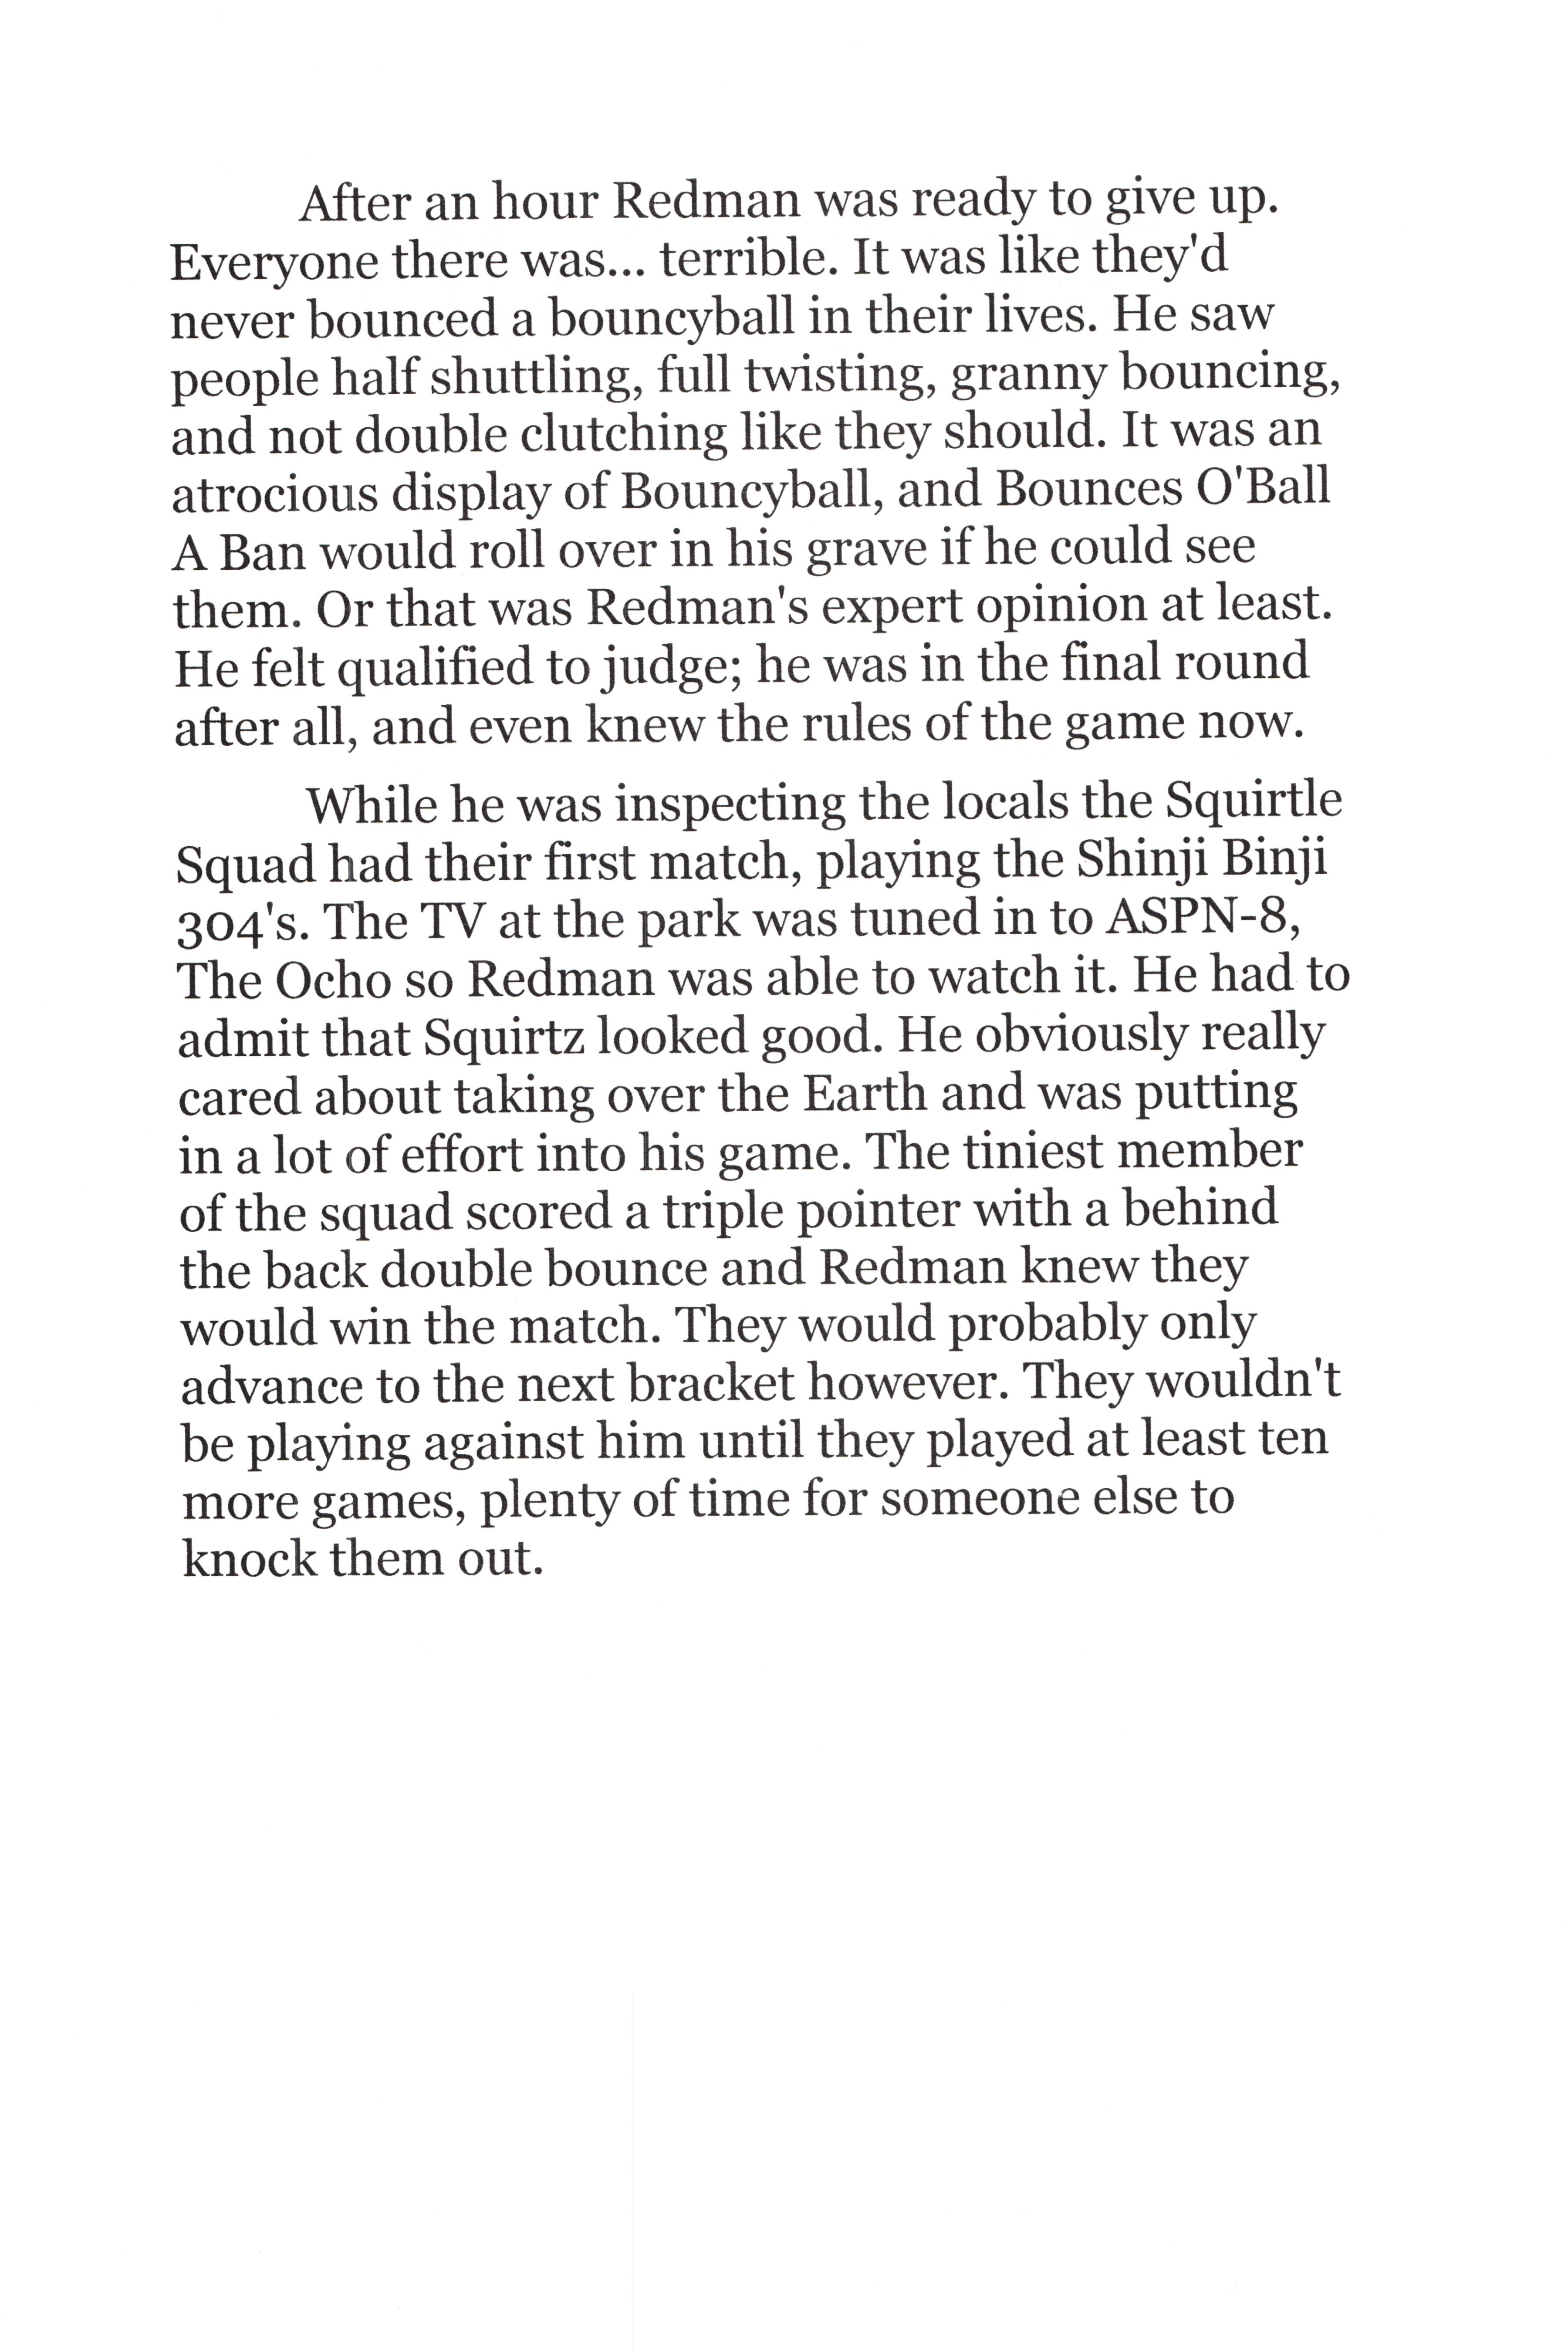 After an hour Redman was ready to give up.
Everyone there was... terrible. It was like they'd
never bounced a bouncyball in their lives. He saw
people half shuttling, full twisting, granny bouncing,
and not double clutching like they should. It was an
atrocious display of Bouncyball, and Bounces O'Ball
A Ban would roll over in his grave if he could see
them. Or that was Redman's expert opinion at least.
He felt qualified to judge; he was in the final round
after all, and even knew the rules of the game now.
While he was inspecting the locals the Squirtle
Squad had their first match, playing the Shinji Binji
304's. The TV at the park was tuned in to ASPN-8,
The Ocho so Redman was able to watch it. He had to
admit that Squirtz looked good. He obviously really
cared about taking over the Earth and was putting
in a lot of effort into his game. The tiniest member
of the squad scored a triple pointer with a behind
the back double bounce and Redman knew they
would win the match. They would probably only
advance to the next bracket however. They wouldn't
be playing against him until they played at least ten
more games, plenty of time for someone else to
knock them out.